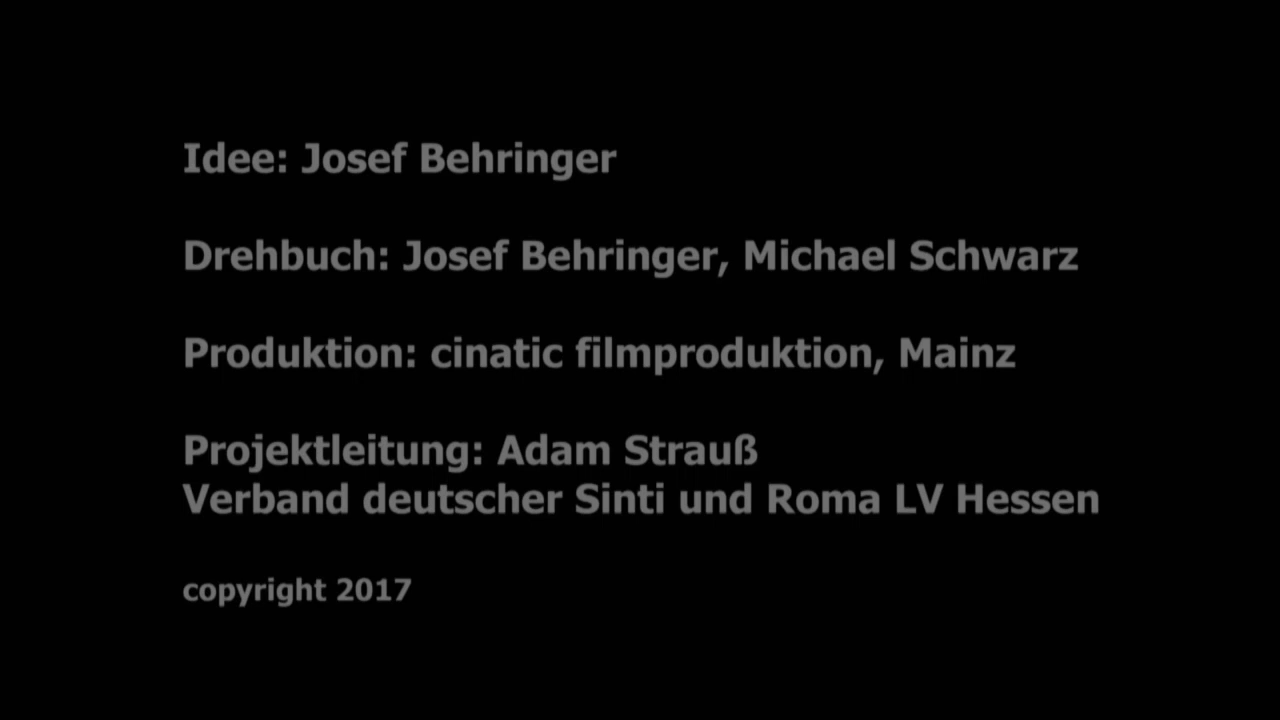 Idee: Josef Behringer
Drehbuch: Josef Behringer, Michael Schwarz
Produktion: cinatic filmproduktion, Mainz
Projektleitung: Adam Strauß
Verband deutscher Sinti und Roma LV Hessen
copyright 2017